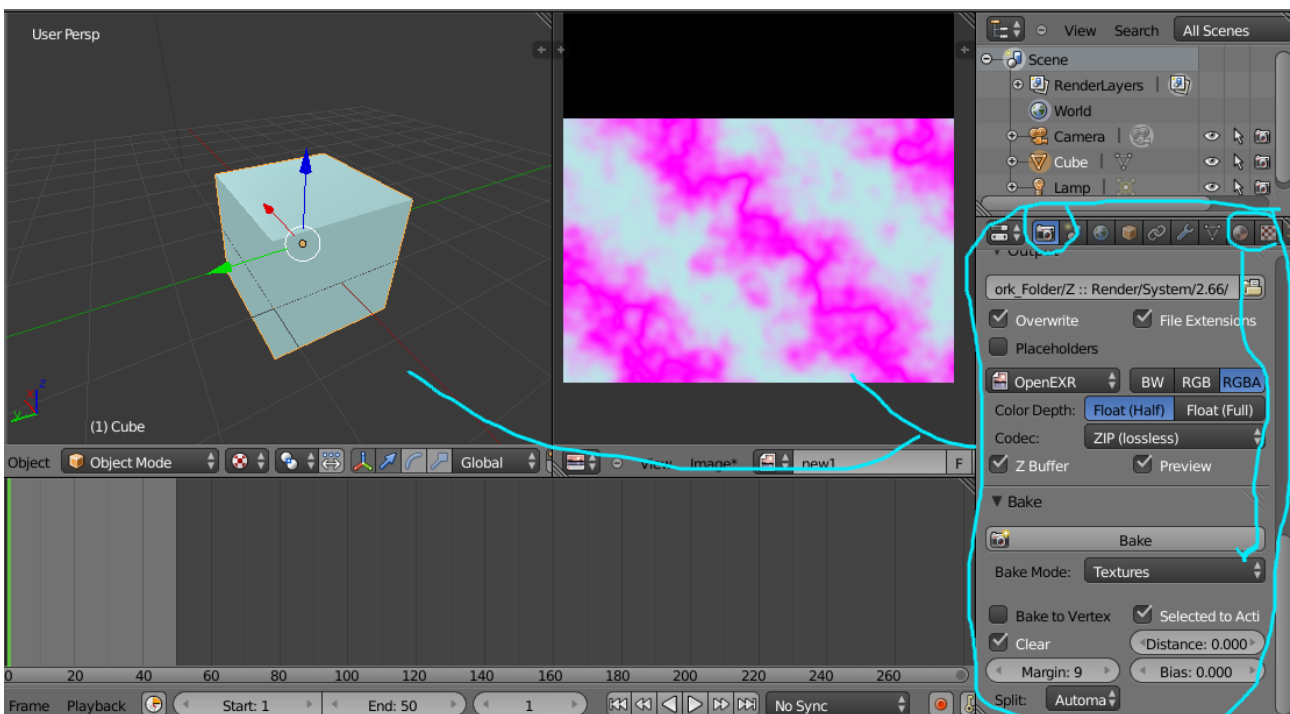 User Persp
(1) Cube
Object Object Mode Global
View Image* new1 F
View Search All Scenes
Scene
RenderLayers
World
Camera
Cube
Lamp
Output
ork_Folder/Z :: Render/System/2.66/
Overwrite File Extensions
Placeholders
OpenEXR BW RGB RGBA
Color Depth: Float (Half) Float (Full)
Codec: ZIP (lossless)
Z Buffer Preview
Bake
Bake
Bake Mode: Textures
Bake to Vertex Selected to Acti
Clear Distance: 0.000
Margin: 9 Bias: 0.000
Split: Automa
0 20 40 60 80 100 120 140 160 180 200 220 240 260
Frame Playback Start: 1 End: 50 1 No Sync